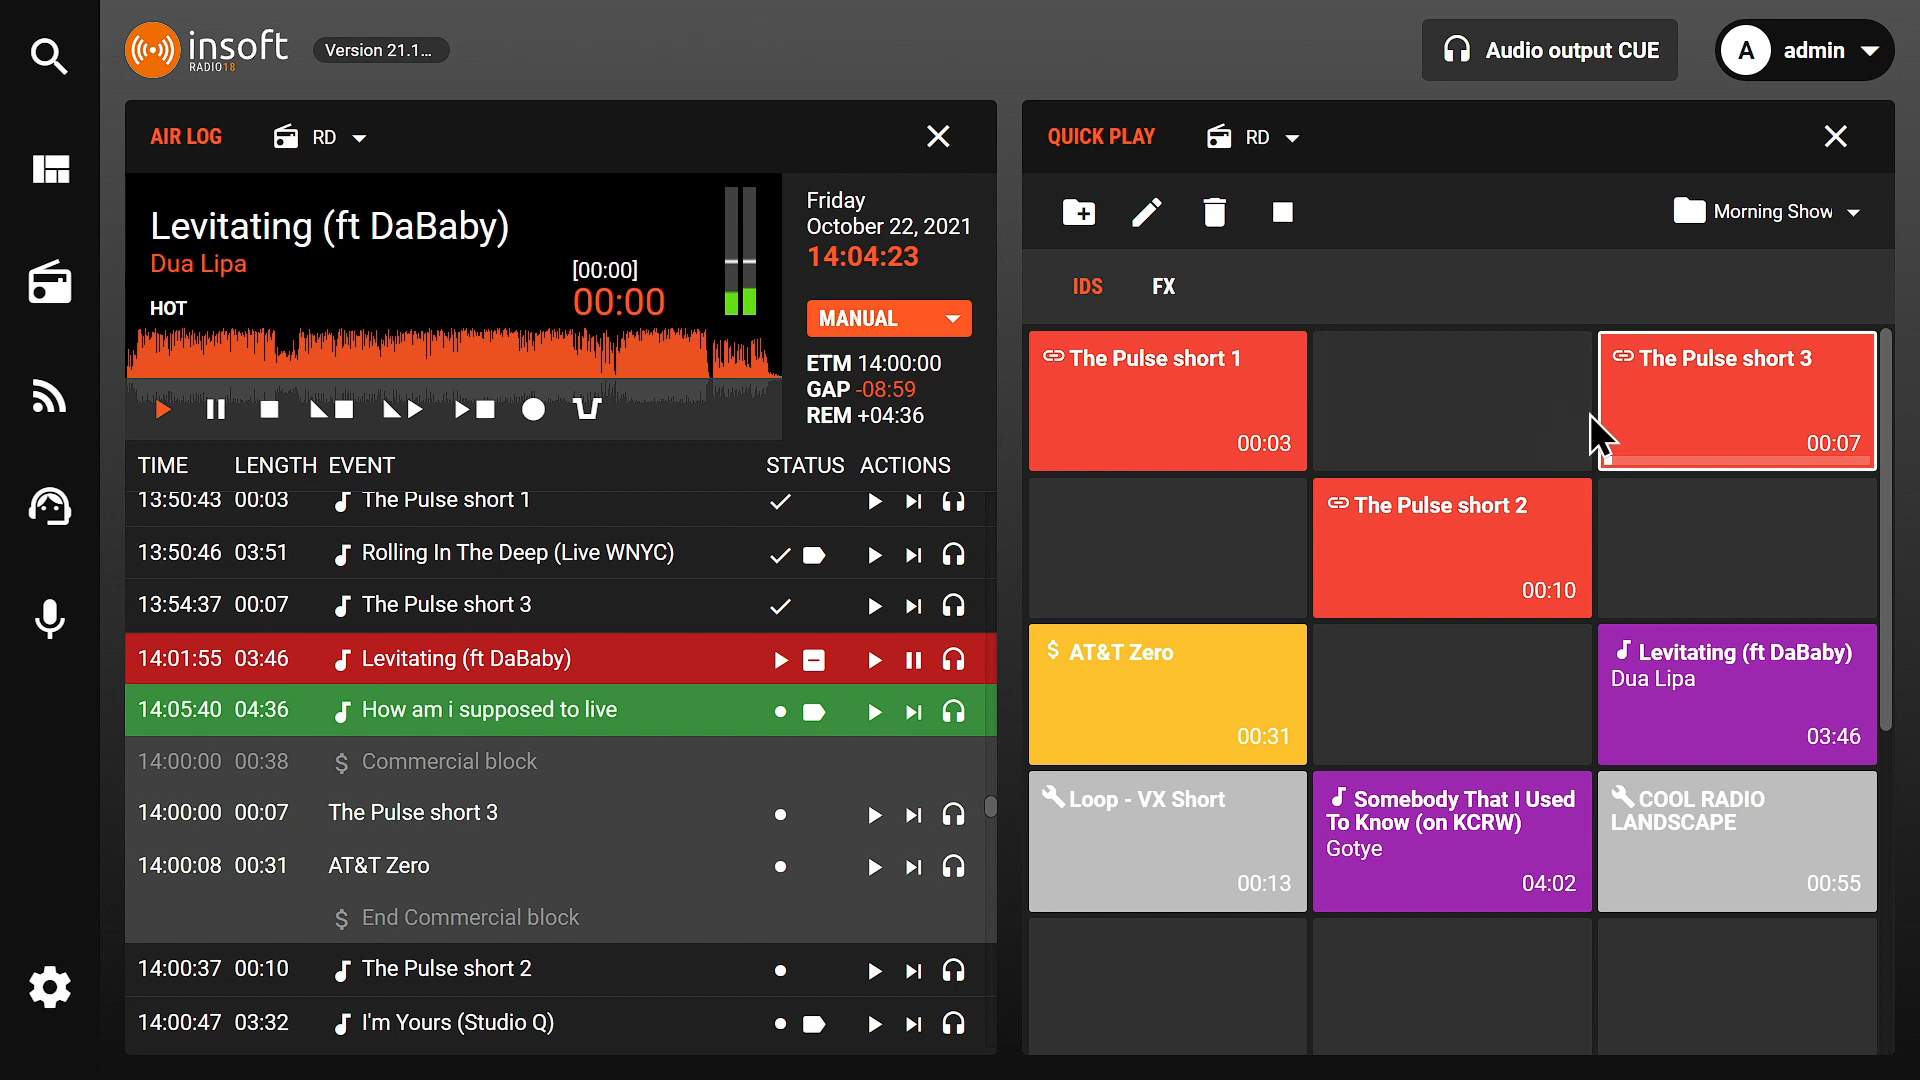 insoft
RADIO18
Version 21.1...
Audio output CUE
A admin
AIR LOG RD
Levitating (ft DaBaby)
Dua Lipa
HOT
[00:00]
00:00
Friday
October 22, 2021
14:04:23
MANUAL
ETM 14:00:00
GAP -08:59
REM +04:36
TIME LENGTH EVENT STATUS ACTIONS
13:50:43 00:03 The Pulse short 1
13:50:46 03:51 Rolling In The Deep (Live WNYC)
13:54:37 00:07 The Pulse short 3
14:01:55 03:46 Levitating (ft DaBaby)
14:05:40 04:36 How am i supposed to live
14:00:00 00:38 $ Commercial block
14:00:00 00:07 The Pulse short 3
14:00:08 00:31 AT&T Zero
$ End Commercial block
14:00:37 00:10 The Pulse short 2
14:00:47 03:32 I'm Yours (Studio Q)
QUICK PLAY RD
Morning Show
IDS FX
The Pulse short 1
00:03
The Pulse short 3
00:07
The Pulse short 2
00:10
$ AT&T Zero
00:31
Levitating (ft DaBaby)
Dua Lipa
03:46
Loop - VX Short
00:13
Somebody That I Used
To Know (on KCRW)
Gotye
04:02
COOL RADIO
LANDSCAPE
00:55